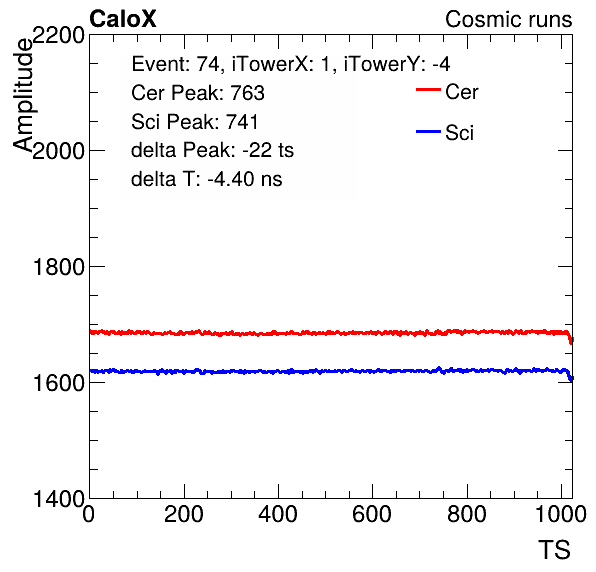 CaloX Cosmic runs
Event: 74, iTowerX: 1, iTowerY: -4
Cer Peak: 763
Sci Peak: 741
delta Peak: -22 ts
delta T: -4.40 ns
Cer
Sci
Amplitude
2200
2000
1800
1600
1400
0 200 400 600 800 1000
TS